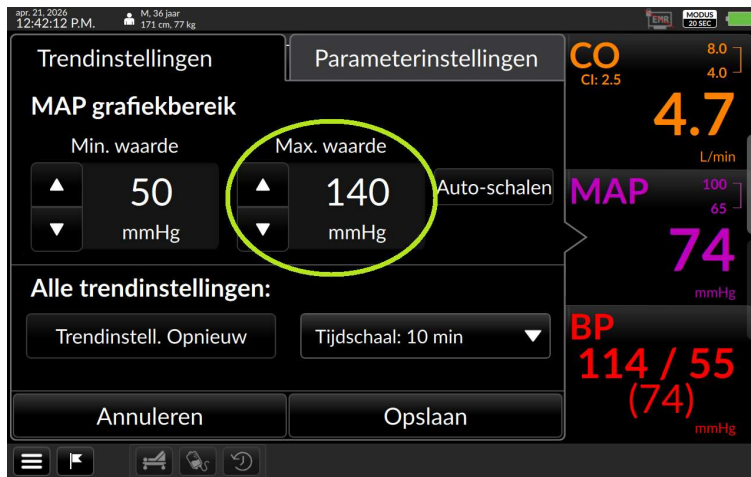 apr. 21, 2026
12:42:12 P.M.
M, 36 jaar
171 cm, 77 kg
EMR
MODUS
20 SEC
Trendinstellingen
Parameterinstellingen
MAP grafiekbereik
Min. waarde
Max. waarde
50
mmHg
140
mmHg
Auto-schalen
Alle trendinstellingen:
Trendinstell. Opnieuw
Tijdschaal: 10 min
Annuleren
Opslaan
CO
CI: 2.5
8.0
4.0
4.7
L/min
MAP
100
65
74
mmHg
BP
114 / 55
(74)
mmHg